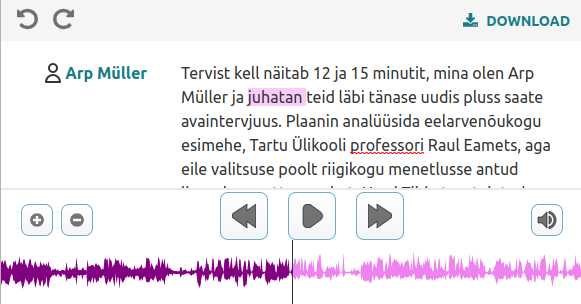 DOWNLOAD
Arp Müller
Tervist kell näitab 12 ja 15 minutit, mina olen Arp
Müller ja juhatan teid läbi tänase uudis pluss saate
avaintervjuus. Plaanin analüüsida eelarvenõukogu
esimehe, Tartu Ülikooli professori Raul Eamets, aga
eile valitsuse poolt riigikogu menetlusse antud